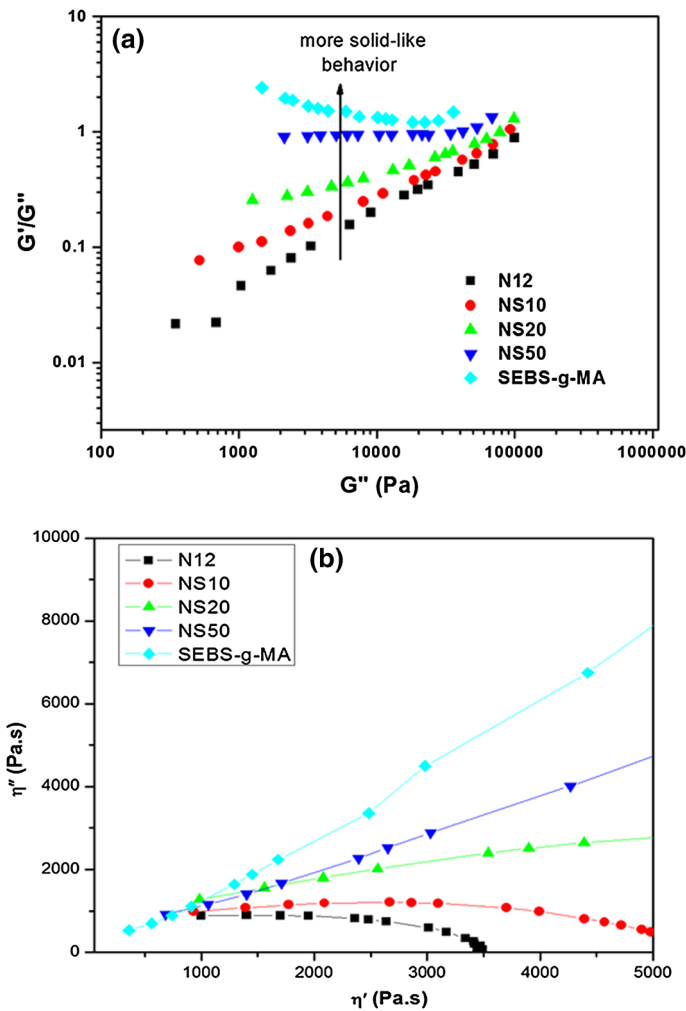 (a)
more solid-like
behavior
10
1
0.1
0.01
G'/G"
N12
NS10
NS20
NS50
SEBS-g-MA
100 1000 10000 100000 1000000
G" (Pa)
(b)
10000
8000
6000
4000
2000
0
η″ (Pa.s)
N12
NS10
NS20
NS50
SEBS-g-MA
1000 2000 3000 4000 5000
η′ (Pa.s)